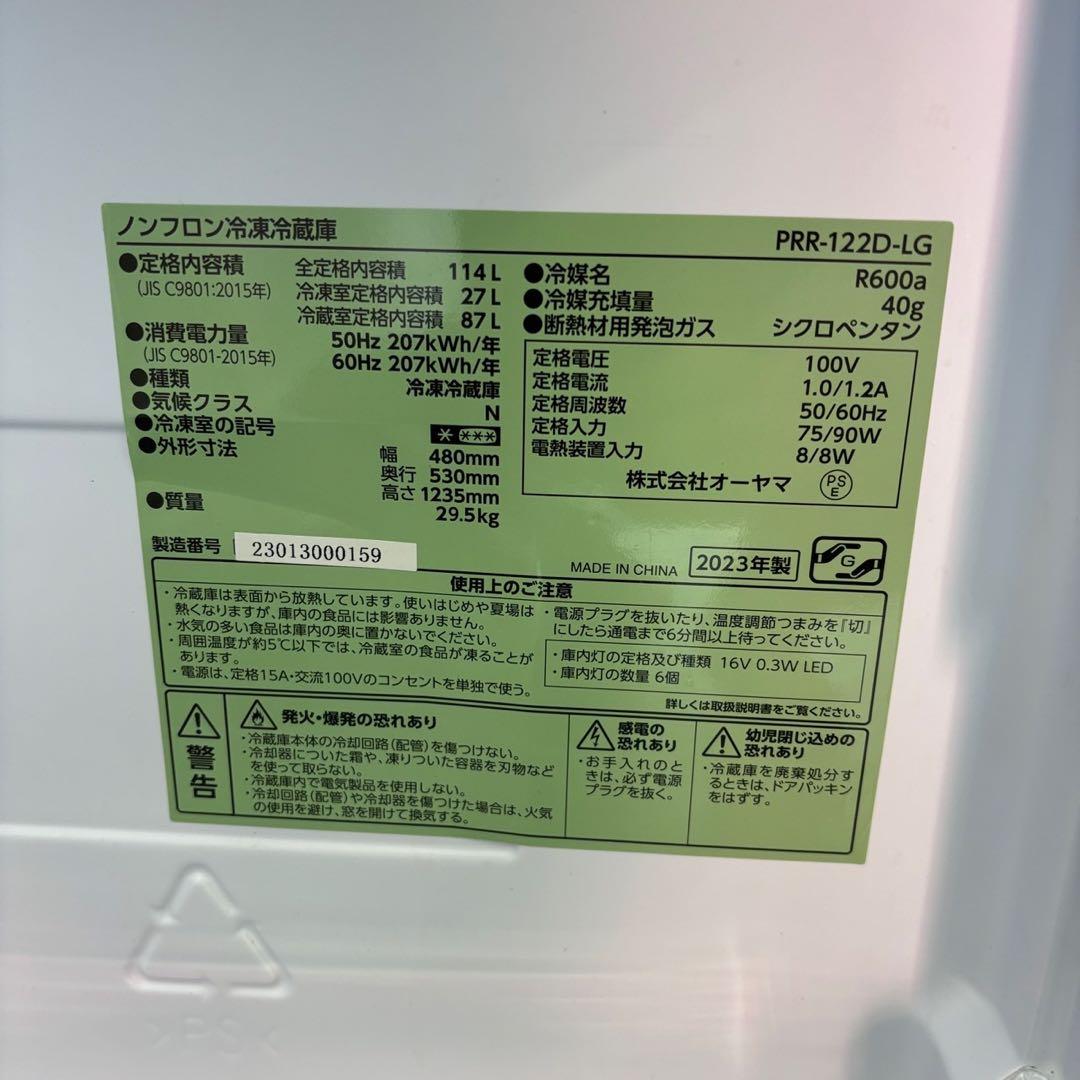 ノンフロン冷凍冷蔵庫
PRR-122D-LG
●定格内容積
(JIS C9801:2015年)
全定格内容積 114L
冷凍室定格内容積 27L
冷蔵室定格内容積 87L
●消費電力量
(JIS C9801-2015年)
50Hz 207kWh/年
60Hz 207kWh/年
●種類 冷凍冷蔵庫
●気候クラス N
●冷凍室の記号 * ***
●外形寸法
幅 480mm
奥行 530mm
高さ 1235mm
●質量 29.5kg
●冷媒名 R600a
●冷媒充填量 40g
●断熱材用発泡ガス シクロペンタン
定格電圧 100V
定格電流 1.0/1.2A
定格周波数 50/60Hz
定格入力 75/90W
電熱装置入力 8/8W
株式会社オーヤマ
PS
E
製造番号 23013000159
MADE IN CHINA 2023年製
G
使用上のご注意
・冷蔵庫は表面から放熱しています。使いはじめや夏場は
熱くなりますが、庫内の食品には影響ありません。
・水気の多い食品は庫内の奥に置かないでください。
・周囲温度が約5℃以下では、冷蔵室の食品が凍ることが
あります。
・電源は、定格15A・交流100Vのコンセントを単独で使う。
・電源プラグを抜いたり、温度調節つまみを『切』
にしたら通電まで6分間以上待ってください。
・庫内灯の定格及び種類 16V 0.3W LED
・庫内灯の数量 6個
詳しくは取扱説明書をご覧ください。
警告
発火・爆発の恐れあり
・冷蔵庫本体の冷却回路(配管)を傷つけない。
・冷却器についた霜や、凍りついた容器を刃物など
を使って取らない。
・冷蔵庫内で電気製品を使用しない。
・冷却回路(配管)や冷却器を傷つけた場合は、火気
の使用を避け、窓を開けて換気する。
感電の
恐れあり
・お手入れのと
きは、必ず電源
プラグを抜く。
幼児閉じ込めの
恐れあり
・冷蔵庫を廃棄処分す
るときは、ドアパッキン
をはずす。
>PS<